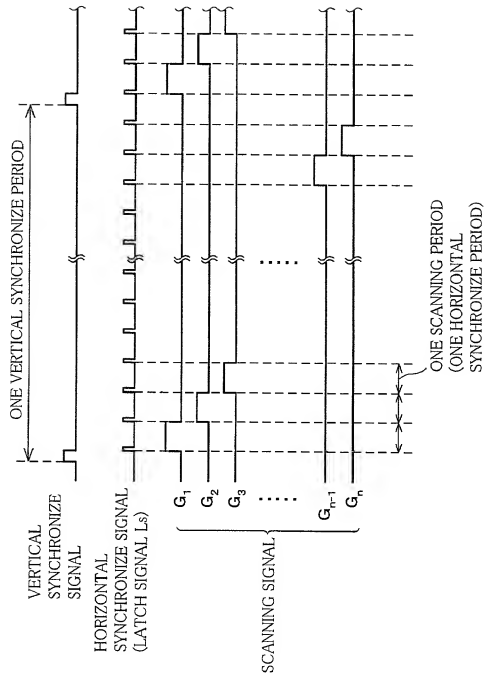 ONE VERTICAL SYNCHRONIZE PERIOD
VERTICAL
SYNCHRONIZE
SIGNAL
HORIZONTAL
SYNCHRONIZE SIGNAL
(LATCH SIGNAL Ls)
G1
G2
G3
.....
.....
Gn-1
Gn
SCANNING SIGNAL
ONE SCANNING PERIOD
(ONE HORIZONTAL
SYNCHRONIZE PERIOD)